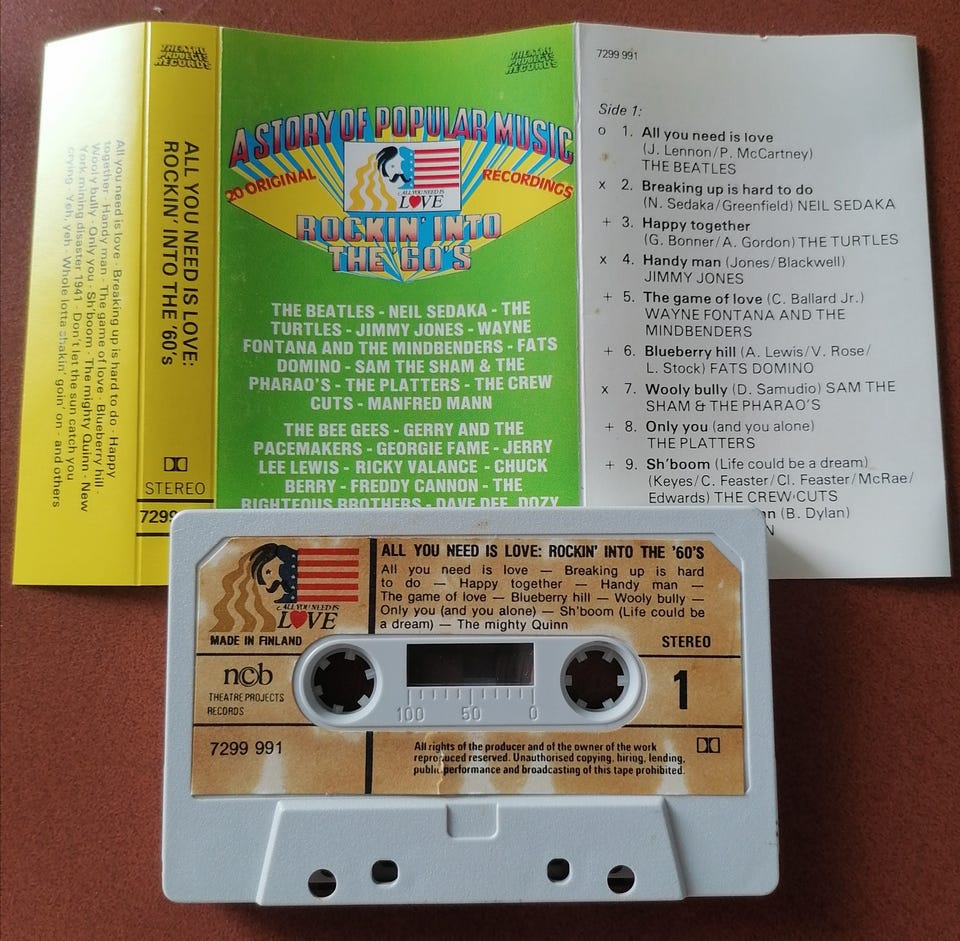 All you need is love · Breaking up is hard to do · Happy
together · Handy man · The game of love · Blueberry hill ·
Wooly bully · Only you · Sh'boom · The mighty Quinn · New
York mining disaster 1941 · Don't let the sun catch you
crying · Yeh, yeh · Whole lotta shakin' goin' on · and others
THEATRE
PROJECTS
RECORDS
ALL YOU NEED IS LOVE:
ROCKIN' INTO THE '60's
STEREO
7299
THEATRE
PROJECTS
RECORDS
A STORY OF POPULAR MUSIC
20 ORIGINAL RECORDINGS
ALL YOU NEED IS
LOVE
ROCKIN' INTO
THE '60'S
THE BEATLES - NEIL SEDAKA - THE
TURTLES - JIMMY JONES - WAYNE
FONTANA AND THE MINDBENDERS - FATS
DOMINO - SAM THE SHAM & THE
PHARAO'S - THE PLATTERS - THE CREW
CUTS - MANFRED MANN
THE BEE GEES - GERRY AND THE
PACEMAKERS - GEORGIE FAME - JERRY
LEE LEWIS - RICKY VALANCE - CHUCK
BERRY - FREDDY CANNON - THE
RIGHTEOUS BROTHERS - DAVE DEE, DOZY
7299 991
Side 1:
o 1. All you need is love
(J. Lennon/P. McCartney)
THE BEATLES
x 2. Breaking up is hard to do
(N. Sedaka/Greenfield) NEIL SEDAKA
+ 3. Happy together
(G. Bonner/A. Gordon) THE TURTLES
x 4. Handy man (Jones/Blackwell)
JIMMY JONES
+ 5. The game of love (C. Ballard Jr.)
WAYNE FONTANA AND THE
MINDBENDERS
+ 6. Blueberry hill (A. Lewis/V. Rose/
L. Stock) FATS DOMINO
x 7. Wooly bully (D. Samudio) SAM THE
SHAM & THE PHARAO'S
+ 8. Only you (and you alone)
THE PLATTERS
+ 9. Sh'boom (Life could be a dream)
(Keyes/C. Feaster/Cl. Feaster/McRae/
Edwards) THE CREW-CUTS
nn (B. Dylan)
N
ALL YOU NEED IS
LOVE
MADE IN FINLAND
ALL YOU NEED IS LOVE: ROCKIN' INTO THE '60'S
All you need is love — Breaking up is hard
to do — Happy together — Handy man —
The game of love — Blueberry hill — Wooly bully —
Only you (and you alone) — Sh'boom (Life could be
a dream) — The mighty Quinn
STEREO
n©b
THEATRE PROJECTS
RECORDS
1
100 50 0
7299 991
All rights of the producer and of the owner of the work
reproduced reserved. Unauthorised copying, hiring, lending,
public performance and broadcasting of this tape prohibited.